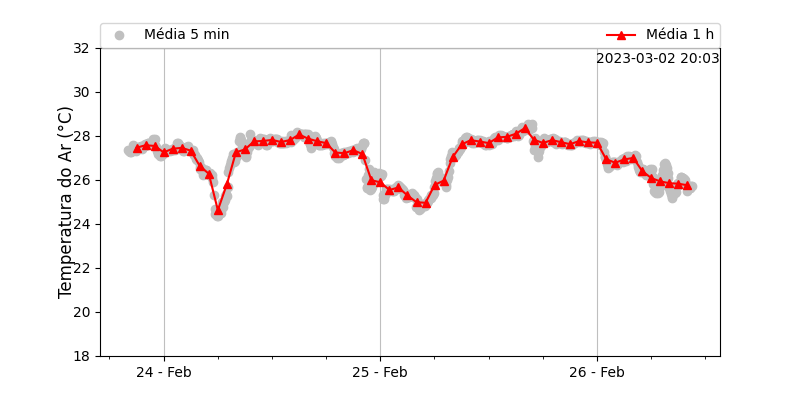 Média 5 min
Média 1 h
2023-03-02 20:03
Temperatura do Ar (°C)
32
30
28
26
24
22
20
18
24 - Feb
25 - Feb
26 - Feb